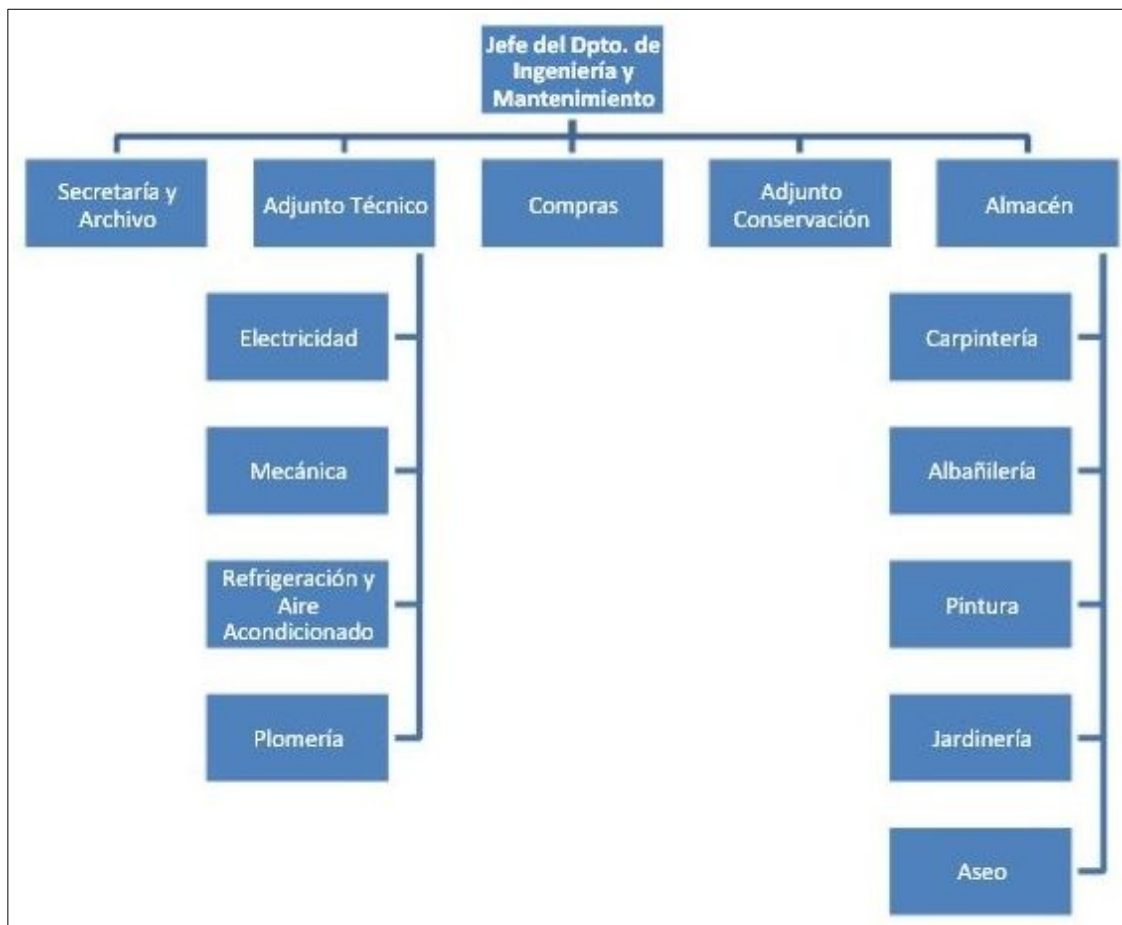 Jefe del Dpto. de
Ingeniería y
Mantenimiento
Secretaría y
Archivo
Adjunto Técnico
Compras
Adjunto
Conservación
Almacén
Electricidad
Carpintería
Mecánica
Albañilería
Refrigeración y
Aire
Acondicionado
Pintura
Plomería
Jardinería
Aseo